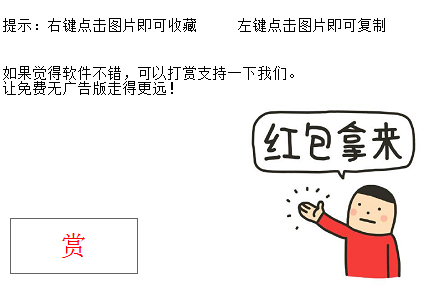 提示：右键点击图片即可收藏　　左键点击图片即可复制
如果觉得软件不错，可以打赏支持一下我们。
让免费无广告版走得更远！
红包拿来
赏